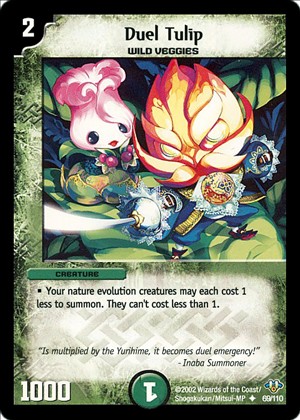 2
Duel Tulip
WILD VEGGIES
CREATURE
▪ Your nature evolution creatures may each cost 1
less to summon. They can't cost less than 1.
"Is multiplied by the Yurihime, it becomes duel emergency!"
- Inaba Summoner
1000
1
©2002 Wizards of the Coast/
Shogakukan/Mitsui-MP ♦ 69/110